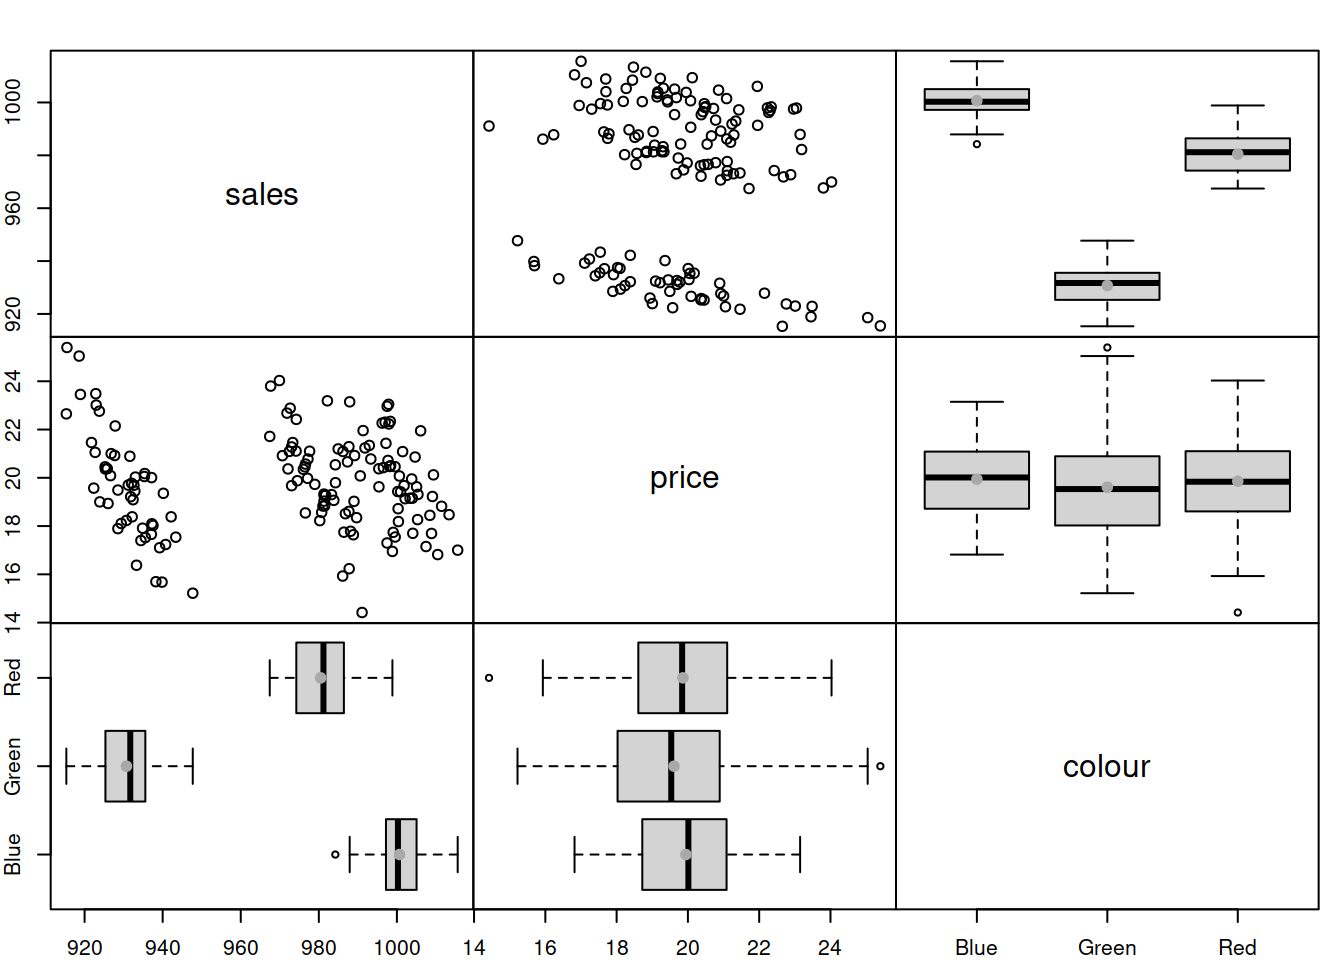 1000
960
920
sales
24
22
20
18
16
14
price
Red
Green
Blue
colour
920 940 960 980 1000 14 16 18 20 22 24 Blue Green Red